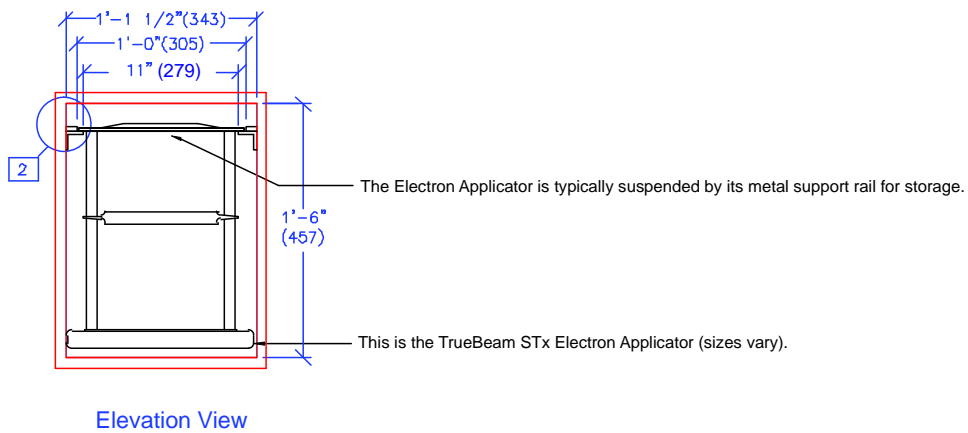 1'-1 1/2"(343)
1'-0"(305)
11" (279)
2
The Electron Applicator is typically suspended by its metal support rail for storage.
1'-6"
(457)
This is the TrueBeam STx Electron Applicator (sizes vary).
Elevation View